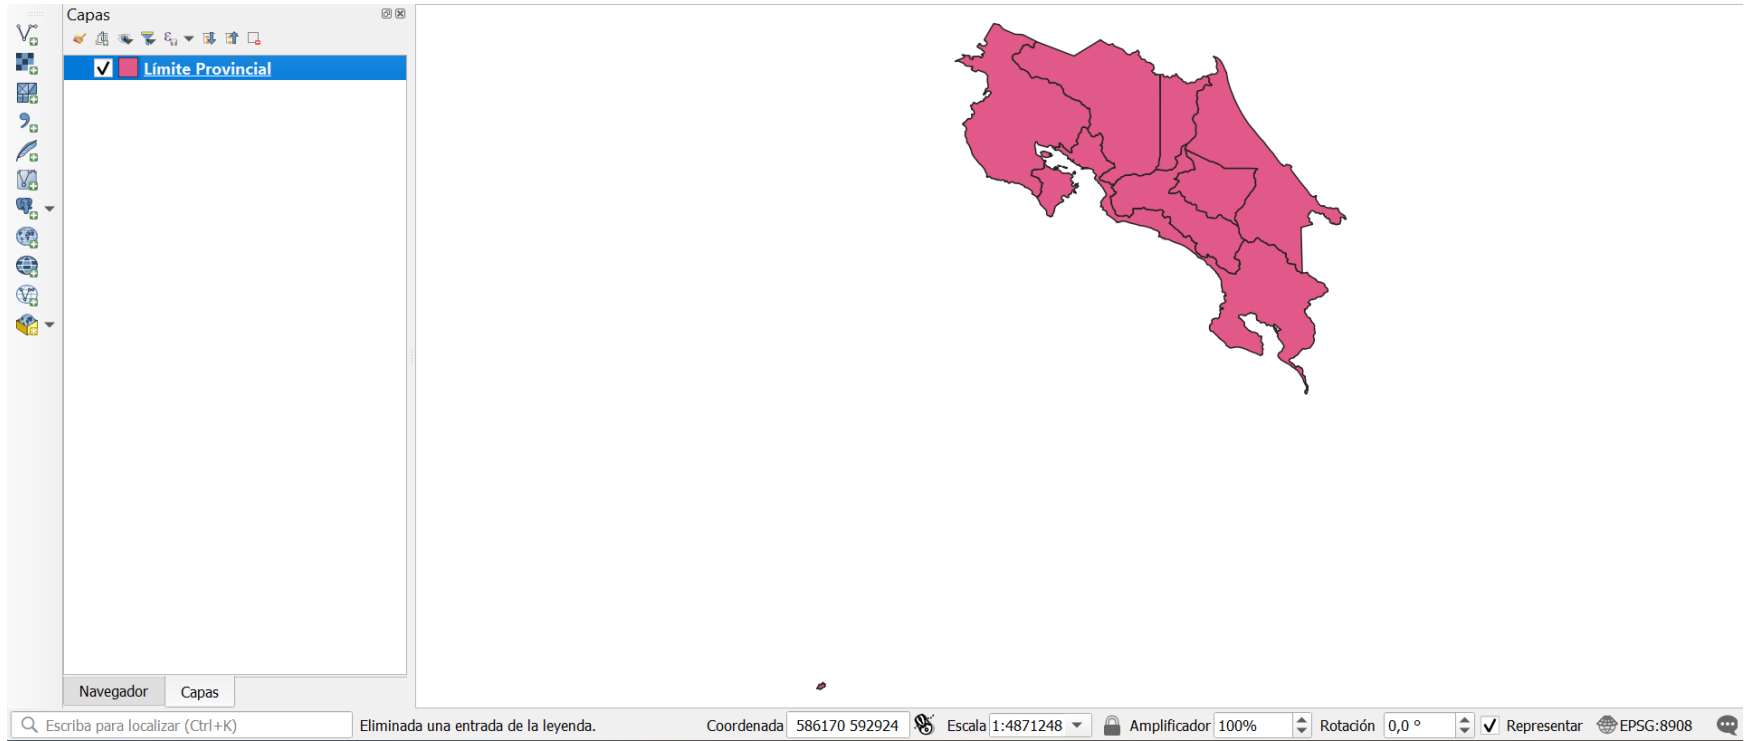 Capas
Límite Provincial
Navegador Capas
Escriba para localizar (Ctrl+K) Eliminada una entrada de la leyenda. Coordenada 586170 592924 Escala 1:4871248 Amplificador 100% Rotación 0,0 ° Representar EPSG:8908